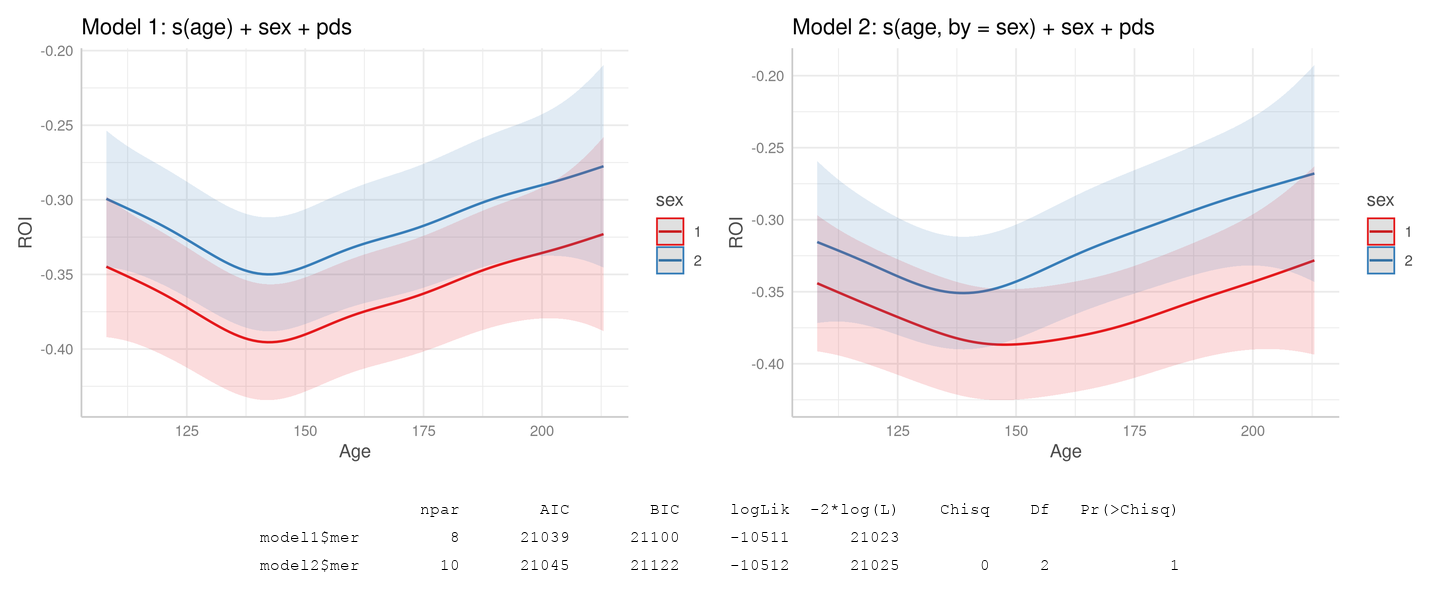 Model 1: s(age) + sex + pds
-0.20
-0.25
-0.30
-0.35
-0.40
ROI
125 150 175 200
Age
sex
1
2
Model 2: s(age, by = sex) + sex + pds
-0.20
-0.25
-0.30
-0.35
-0.40
ROI
125 150 175 200
Age
sex
1
2
npar AIC BIC logLik -2*log(L) Chisq Df Pr(>Chisq)
model1$mer 8 21039 21100 -10511 21023
model2$mer 10 21045 21122 -10512 21025 0 2 1